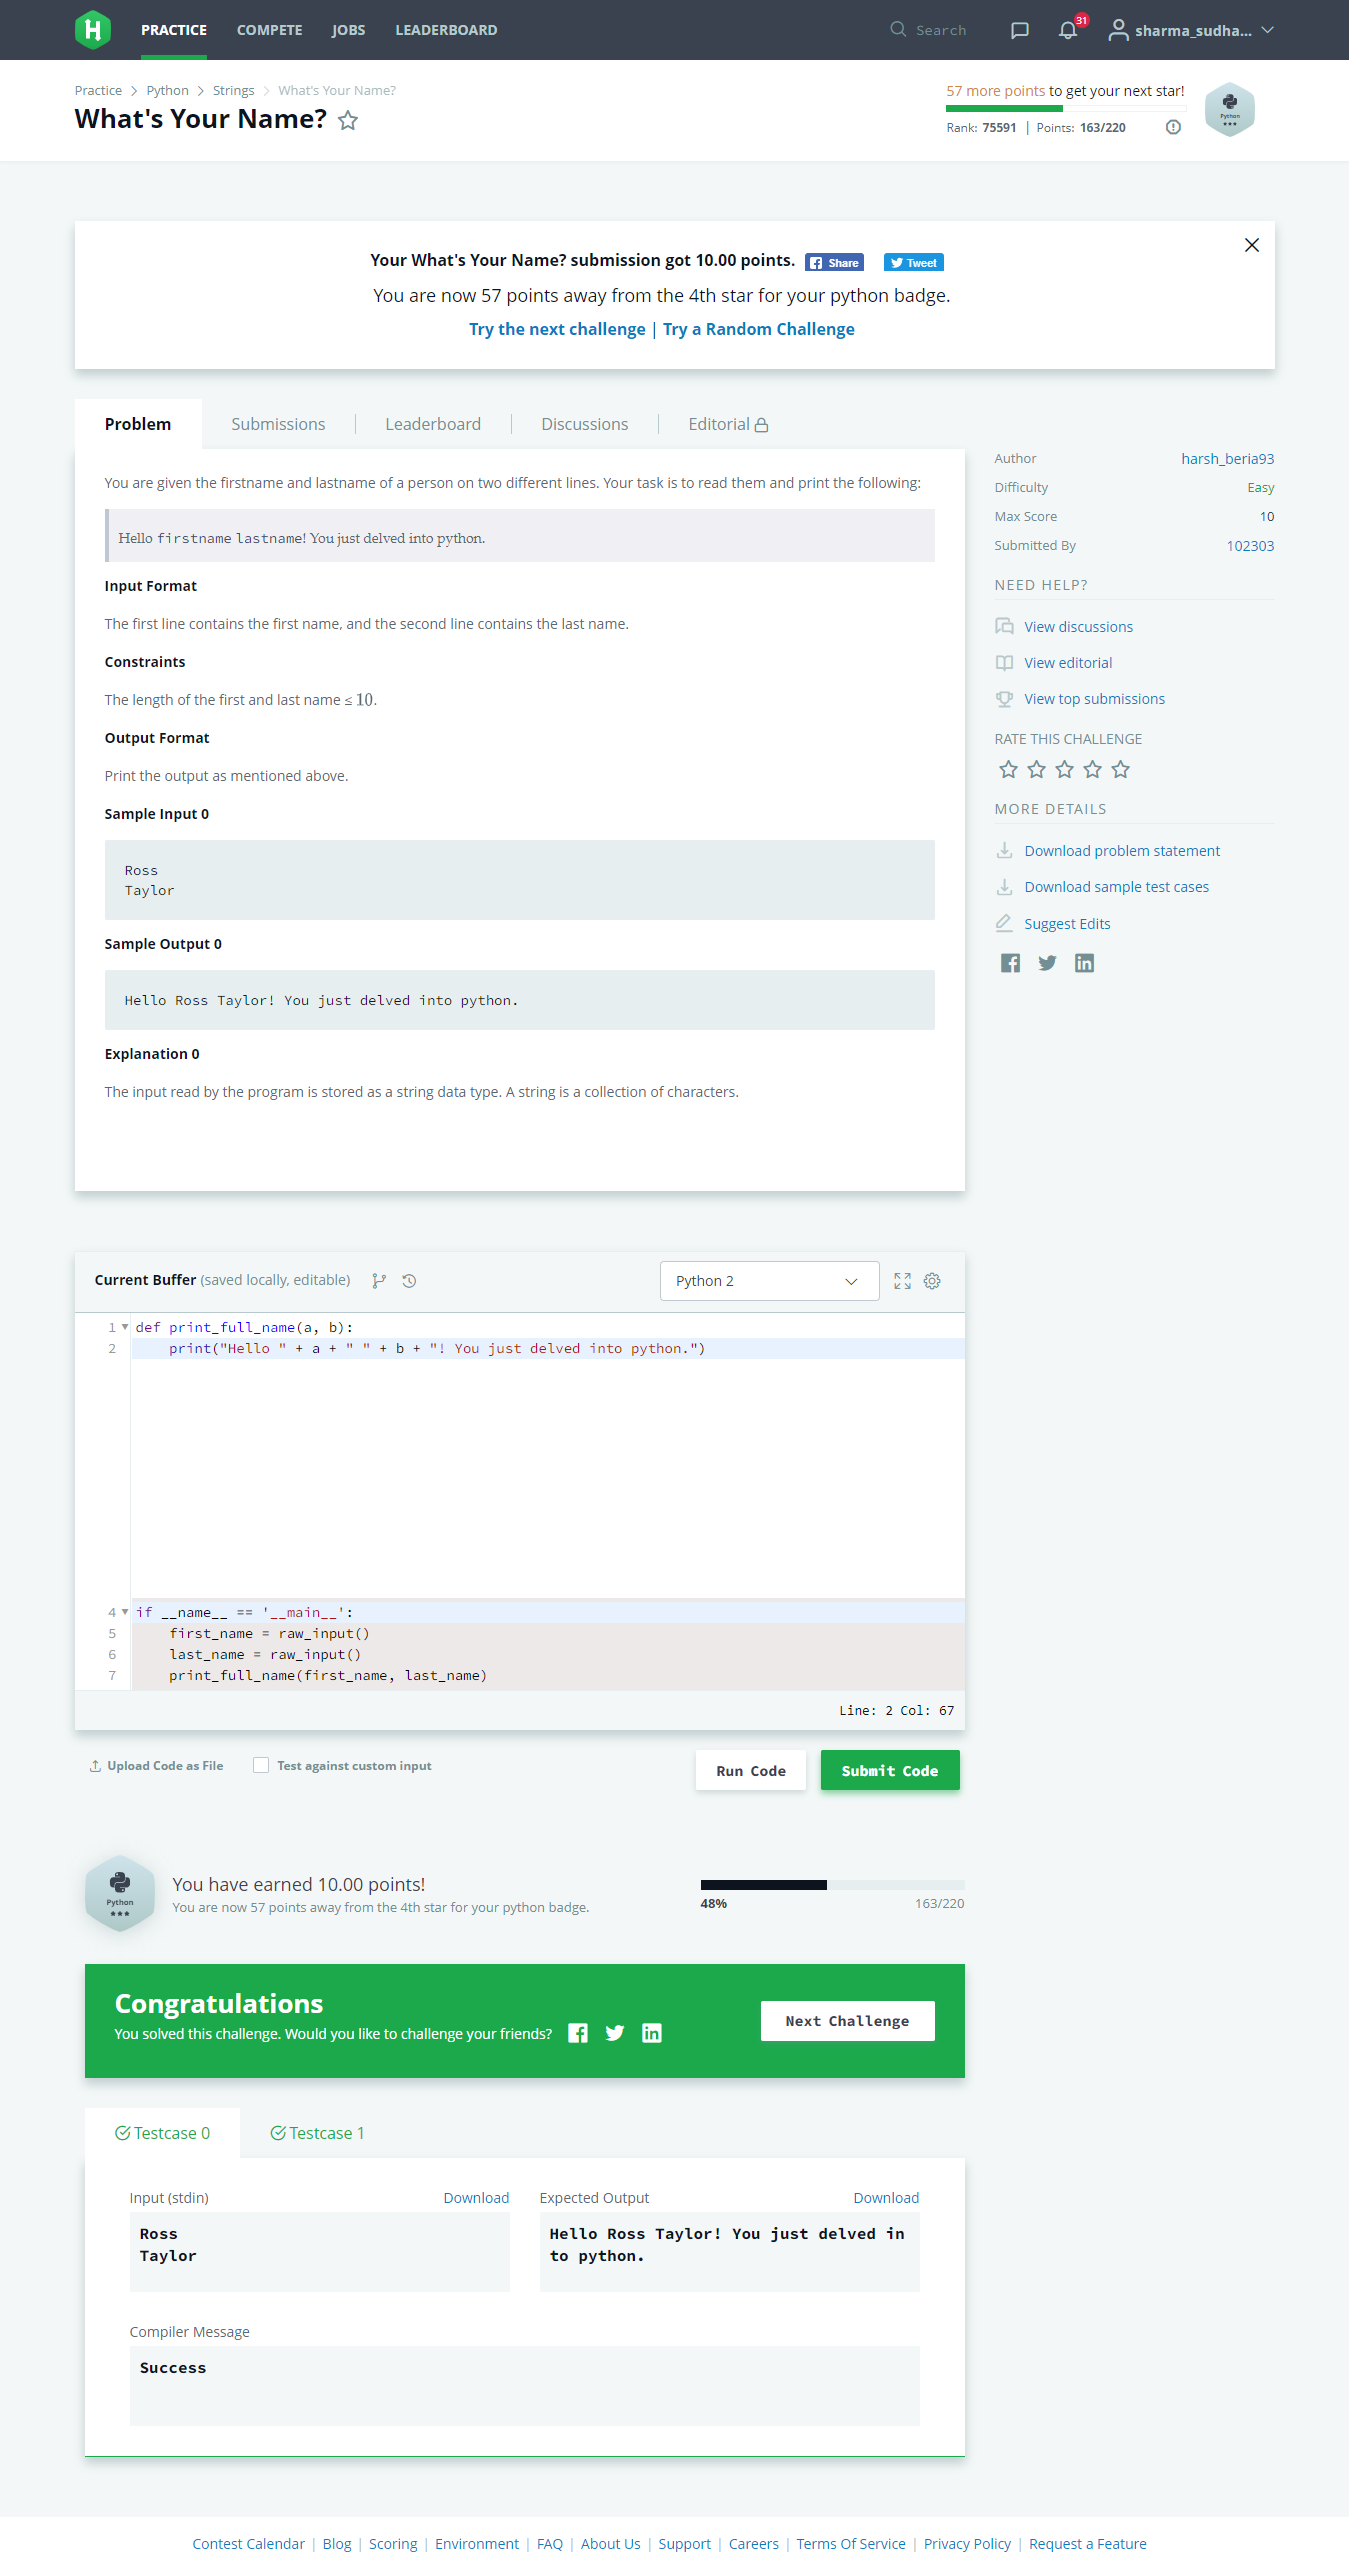 H PRACTICE COMPETE JOBS LEADERBOARD Search 31 sharma_sudha...
Practice > Python > Strings > What's Your Name?
What's Your Name?
57 more points to get your next star!
Rank: 75591 | Points: 163/220
Python
Your What's Your Name? submission got 10.00 points. Share Tweet
You are now 57 points away from the 4th star for your python badge.
Try the next challenge | Try a Random Challenge
Problem Submissions Leaderboard Discussions Editorial
You are given the firstname and lastname of a person on two different lines. Your task is to read them and print the following:
Hello firstname lastname! You just delved into python.
Input Format
The first line contains the first name, and the second line contains the last name.
Constraints
The length of the first and last name ≤ 10.
Output Format
Print the output as mentioned above.
Sample Input 0
Ross
Taylor
Sample Output 0
Hello Ross Taylor! You just delved into python.
Explanation 0
The input read by the program is stored as a string data type. A string is a collection of characters.
Author harsh_beria93
Difficulty Easy
Max Score 10
Submitted By 102303
NEED HELP?
View discussions
View editorial
View top submissions
RATE THIS CHALLENGE
MORE DETAILS
Download problem statement
Download sample test cases
Suggest Edits
Current Buffer (saved locally, editable) Python 2
1 def print_full_name(a, b):
2     print("Hello " + a + " " + b + "! You just delved into python.")
4 if __name__ == '__main__':
5     first_name = raw_input()
6     last_name = raw_input()
7     print_full_name(first_name, last_name)
Line: 2 Col: 67
Upload Code as File Test against custom input Run Code Submit Code
Python
You have earned 10.00 points!
You are now 57 points away from the 4th star for your python badge.
48% 163/220
Congratulations
You solved this challenge. Would you like to challenge your friends?
Next Challenge
Testcase 0 Testcase 1
Input (stdin) Download
Ross
Taylor
Expected Output Download
Hello Ross Taylor! You just delved in
to python.
Compiler Message
Success
Contest Calendar | Blog | Scoring | Environment | FAQ | About Us | Support | Careers | Terms Of Service | Privacy Policy | Request a Feature